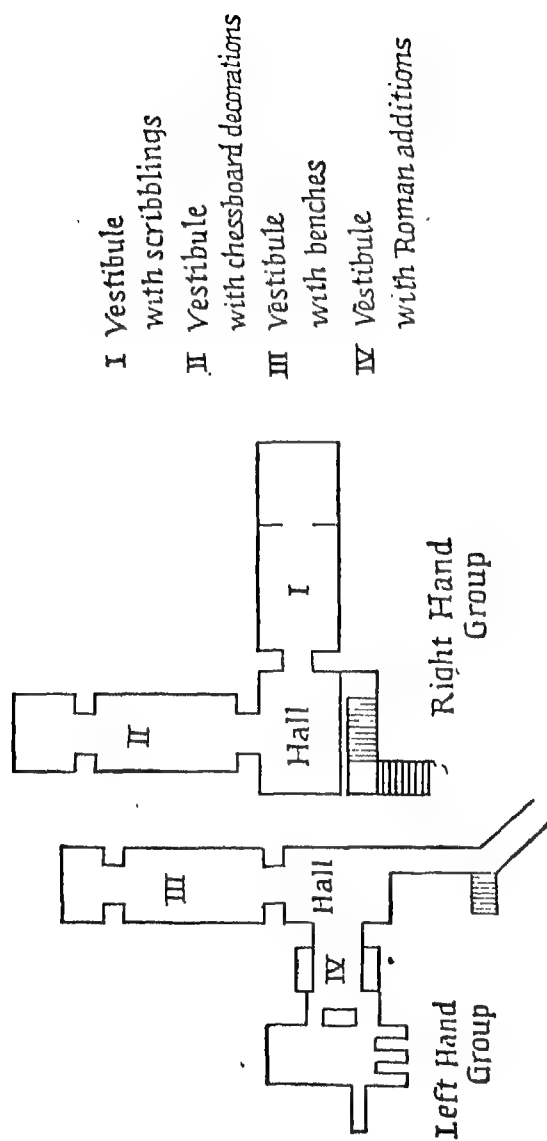 I Vestibule
with scribblings
II Vestibule
with chessboard decorations
III Vestibule
with benches
IV Vestibule
with Roman additions
II
I
Hall
Right Hand
Group
III
Hall
IV
Left Hand
Group